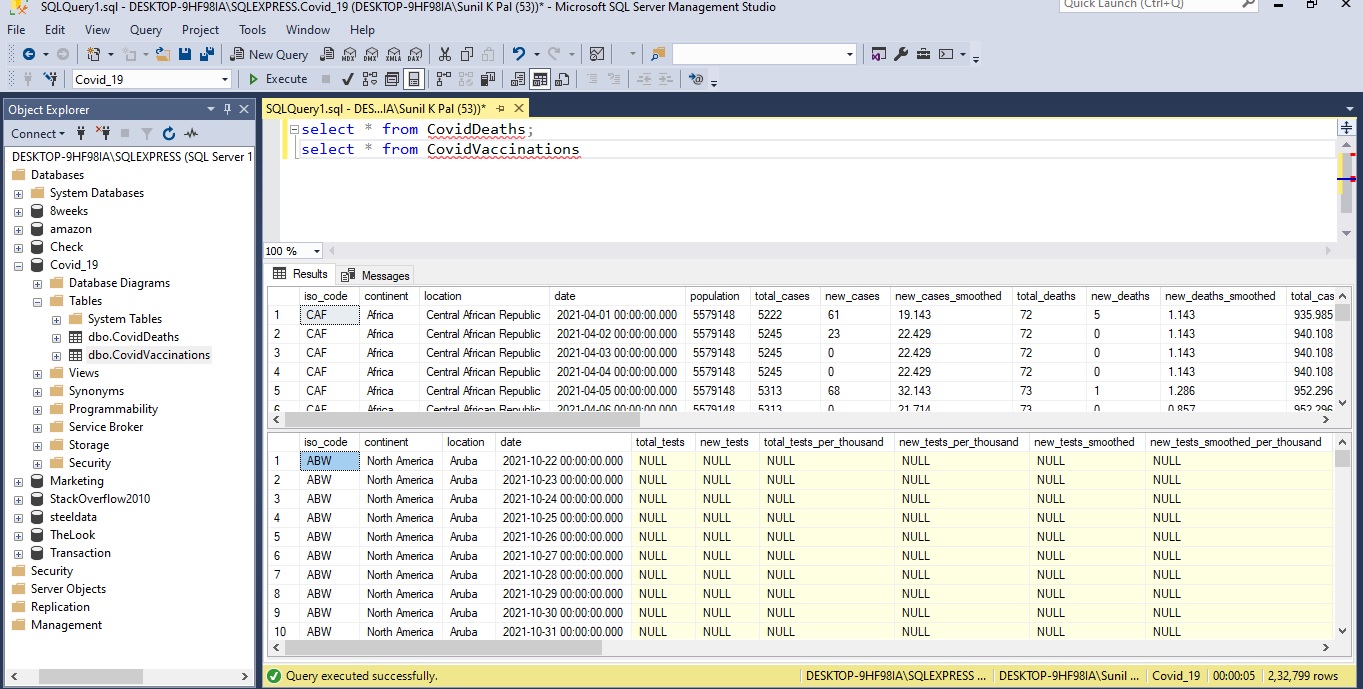 SQLQuery1.sql - DESKTOP-9HF98IA\SQLEXPRESS.Covid_19 (DESKTOP-9HF98IA\Sunil K Pal (53))* - Microsoft SQL Server Management Studio
Quick Launch (Ctrl+Q)
File Edit View Query Project Tools Window Help
New Query MDX DMX XMLA DAX
Covid_19 Execute
Object Explorer
Connect
DESKTOP-9HF98IA\SQLEXPRESS (SQL Server 1
Databases
System Databases
8weeks
amazon
Check
Covid_19
Database Diagrams
Tables
System Tables
dbo.CovidDeaths
dbo.CovidVaccinations
Views
Synonyms
Programmability
Service Broker
Storage
Security
Marketing
StackOverflow2010
steeldata
TheLook
Transaction
Security
Server Objects
Replication
Management
SQLQuery1.sql - DES...IA\Sunil K Pal (53))*
select * from CovidDeaths;
select * from CovidVaccinations
100 %
Results Messages
iso_code continent location date population total_cases new_cases new_cases_smoothed total_deaths new_deaths new_deaths_smoothed total_cas
1 CAF Africa Central African Republic 2021-04-01 00:00:00.000 5579148 5222 61 19.143 72 5 1.143 935.985
2 CAF Africa Central African Republic 2021-04-02 00:00:00.000 5579148 5245 23 22.429 72 0 1.143 940.108
3 CAF Africa Central African Republic 2021-04-03 00:00:00.000 5579148 5245 0 22.429 72 0 1.143 940.108
4 CAF Africa Central African Republic 2021-04-04 00:00:00.000 5579148 5245 0 22.429 72 0 1.143 940.108
5 CAF Africa Central African Republic 2021-04-05 00:00:00.000 5579148 5313 68 32.143 73 1 1.286 952.296
6 CAF Africa Central African Republic 2021-04-06 00:00:00.000 5579148 5313 0 21.714 73 0 0.857 952.296
iso_code continent location date total_tests new_tests total_tests_per_thousand new_tests_per_thousand new_tests_smoothed new_tests_smoothed_per_thousand
1 ABW North America Aruba 2021-10-22 00:00:00.000 NULL NULL NULL NULL NULL NULL
2 ABW North America Aruba 2021-10-23 00:00:00.000 NULL NULL NULL NULL NULL NULL
3 ABW North America Aruba 2021-10-24 00:00:00.000 NULL NULL NULL NULL NULL NULL
4 ABW North America Aruba 2021-10-25 00:00:00.000 NULL NULL NULL NULL NULL NULL
5 ABW North America Aruba 2021-10-26 00:00:00.000 NULL NULL NULL NULL NULL NULL
6 ABW North America Aruba 2021-10-27 00:00:00.000 NULL NULL NULL NULL NULL NULL
7 ABW North America Aruba 2021-10-28 00:00:00.000 NULL NULL NULL NULL NULL NULL
8 ABW North America Aruba 2021-10-29 00:00:00.000 NULL NULL NULL NULL NULL NULL
9 ABW North America Aruba 2021-10-30 00:00:00.000 NULL NULL NULL NULL NULL NULL
10 ABW North America Aruba 2021-10-31 00:00:00.000 NULL NULL NULL NULL NULL NULL
Query executed successfully. DESKTOP-9HF98IA\SQLEXPRESS ... DESKTOP-9HF98IA\Sunil ... Covid_19 00:00:05 2,32,799 rows